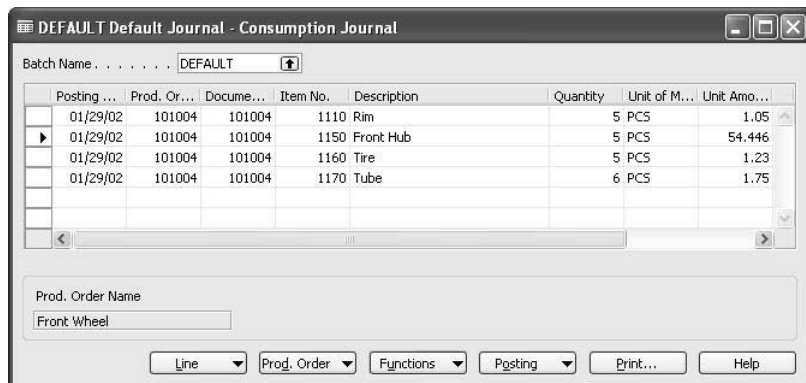 DEFAULT Default Journal - Consumption Journal
Batch Name . . . . . . . DEFAULT
Posting ... Prod. Or... Docume... Item No. Description Quantity Unit of M... Unit Amo...
01/29/02 101004 101004 1110 Rim 5 PCS 1.05
01/29/02 101004 101004 1150 Front Hub 5 PCS 54.446
01/29/02 101004 101004 1160 Tire 5 PCS 1.23
01/29/02 101004 101004 1170 Tube 6 PCS 1.75
Prod. Order Name
Front Wheel
Line Prod. Order Functions Posting Print... Help